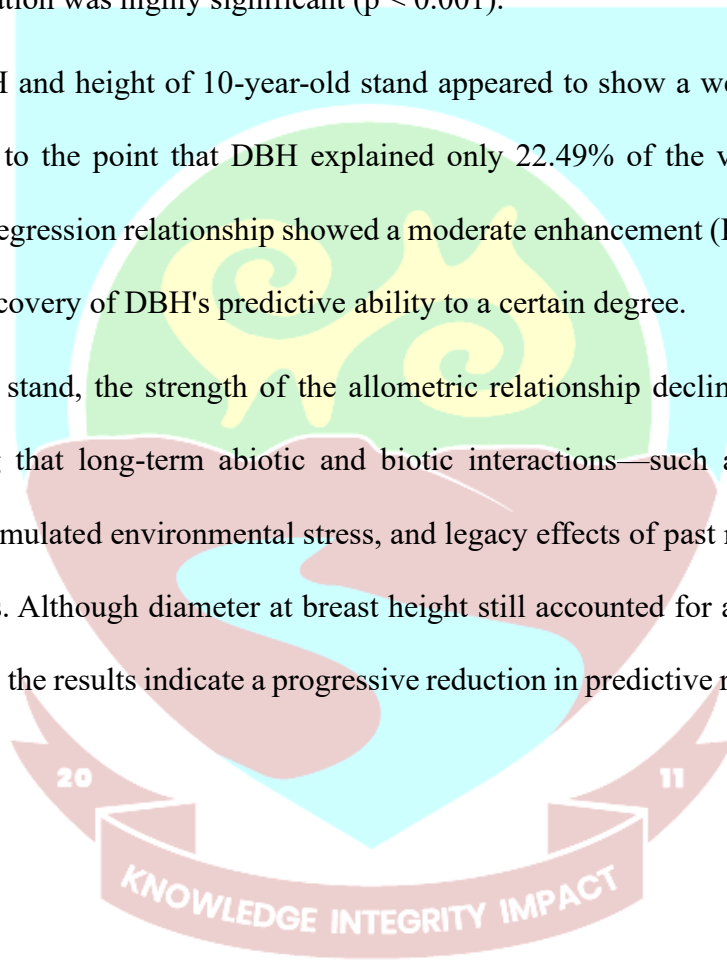 ation was highly significant (p < 0.001).
H and height of 10-year-old stand appeared to show a we
to the point that DBH explained only 22.49% of the v
egression relationship showed a moderate enhancement (
covery of DBH's predictive ability to a certain degree.
stand, the strength of the allometric relationship declin
that long-term abiotic and biotic interactions—such a
mulated environmental stress, and legacy effects of past
s. Although diameter at breast height still accounted for a
the results indicate a progressive reduction in predictive
20
11
KNOWLEDGE INTEGRITY IMPACT